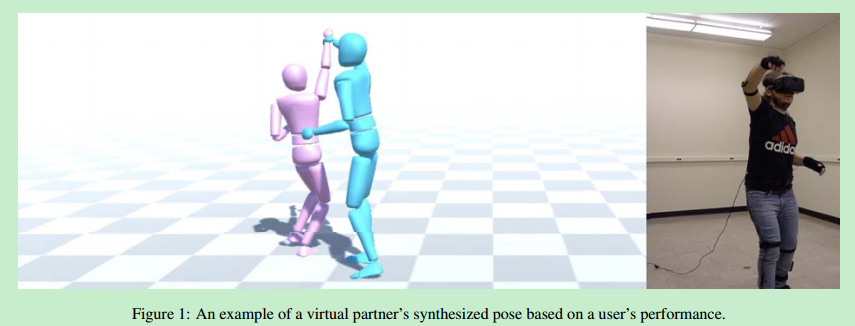 adidas
Figure 1: An example of a virtual partner's synthesized pose based on a user's performance.